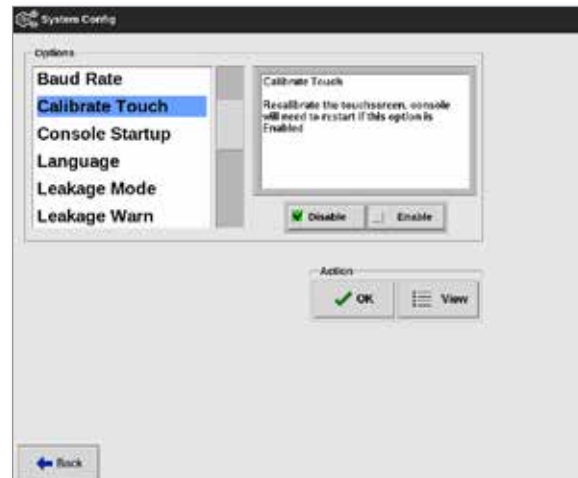 System Config
Options
Baud Rate
Calibrate Touch
Console Startup
Language
Leakage Mode
Leakage Warn
Calibrate Touch
Recalibrate the touchscreen, console
will need to restart if this option is
Enabled
Disable
Enable
Action
OK
View
Back